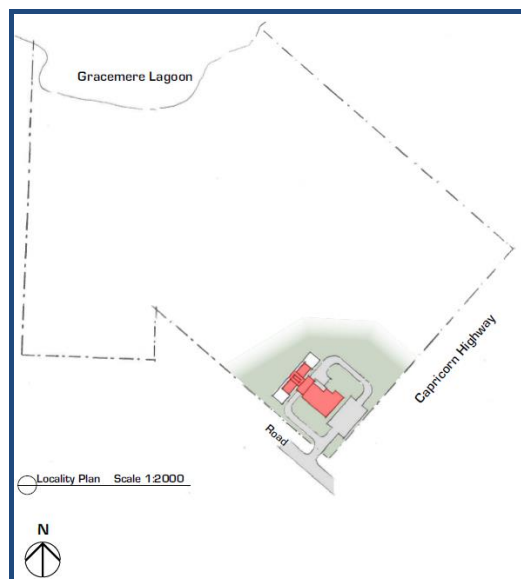 Gracemere Lagoon
Capricorn Highway
Road
Locality Plan Scale 1:2000
N